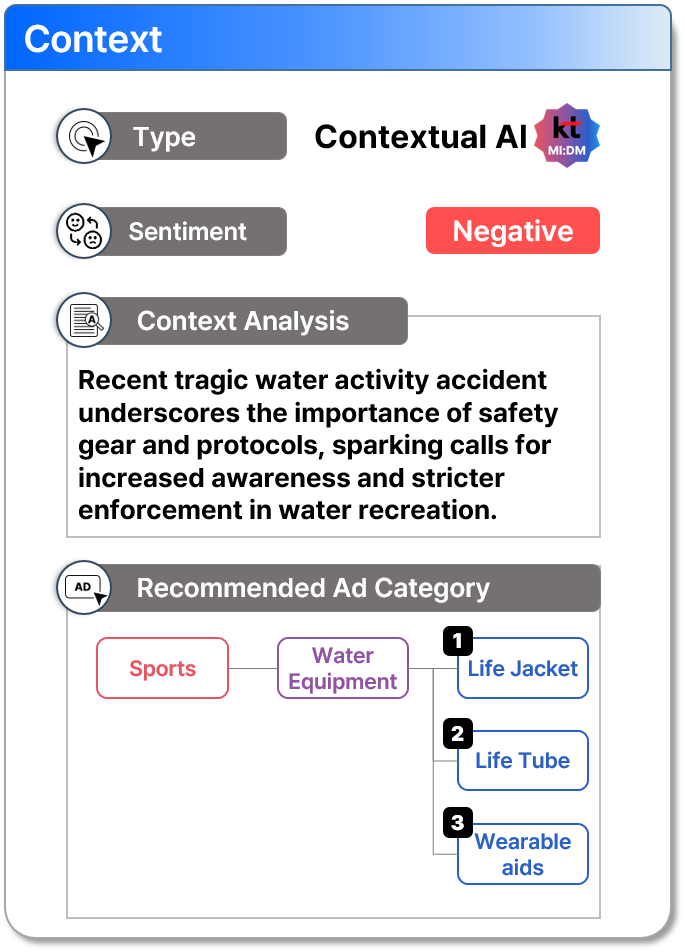 Context
Type
Contextual AI
kt
MI:DM
Sentiment
Negative
A
Context Analysis
Recent tragic water activity accident
underscores the importance of safety
gear and protocols, sparking calls for
increased awareness and stricter
enforcement in water recreation.
AD
Recommended Ad Category
Sports
Water
Equipment
1
Life Jacket
2
Life Tube
3
Wearable
aids